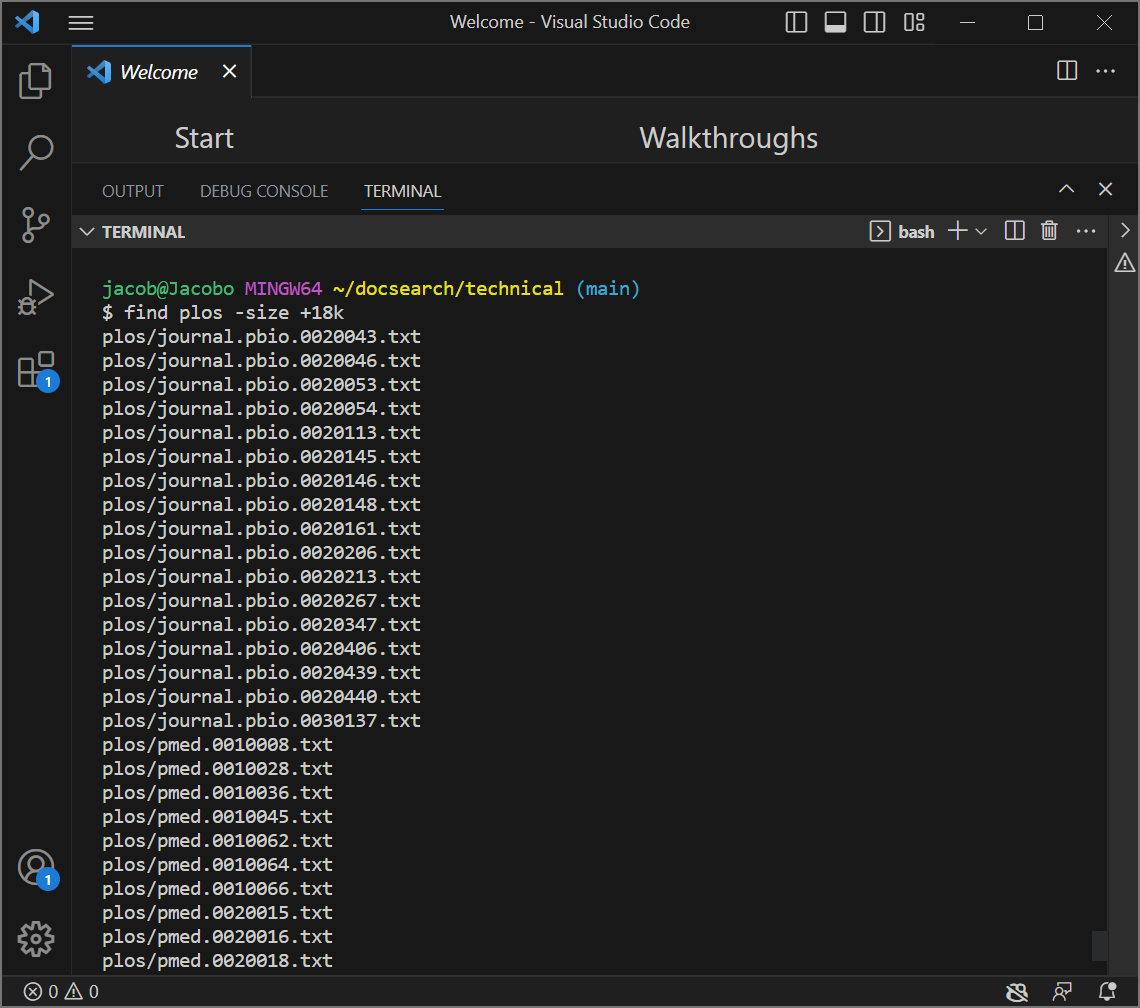 Welcome - Visual Studio Code
Welcome
Start
Walkthroughs
OUTPUT
DEBUG CONSOLE
TERMINAL
TERMINAL
bash
jacob@Jacobo MINGW64 ~/docsearch/technical (main)
$ find plos -size +18k
plos/journal.pbio.0020043.txt
plos/journal.pbio.0020046.txt
plos/journal.pbio.0020053.txt
plos/journal.pbio.0020054.txt
plos/journal.pbio.0020113.txt
plos/journal.pbio.0020145.txt
plos/journal.pbio.0020146.txt
plos/journal.pbio.0020148.txt
plos/journal.pbio.0020161.txt
plos/journal.pbio.0020206.txt
plos/journal.pbio.0020213.txt
plos/journal.pbio.0020267.txt
plos/journal.pbio.0020347.txt
plos/journal.pbio.0020406.txt
plos/journal.pbio.0020439.txt
plos/journal.pbio.0020440.txt
plos/journal.pbio.0030137.txt
plos/pmed.0010008.txt
plos/pmed.0010028.txt
plos/pmed.0010036.txt
plos/pmed.0010045.txt
plos/pmed.0010062.txt
plos/pmed.0010064.txt
plos/pmed.0010066.txt
plos/pmed.0020015.txt
plos/pmed.0020016.txt
plos/pmed.0020018.txt
1
1
0 0